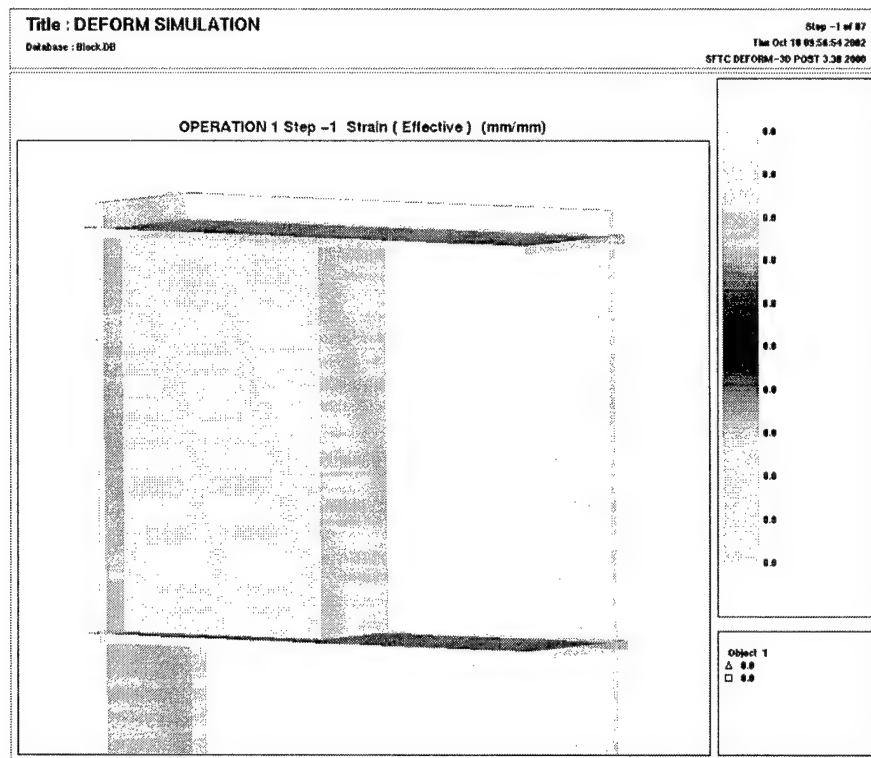 Title : DEFORM SIMULATION
Database : Block.DB
Step -1 of 87
Thu Oct 10 09:56:54 2002
SFTC DEFORM-3D POST 3.30 2000
OPERATION 1 Step -1 Strain ( Effective ) (mm/mm)
0.0
0.0
0.0
0.0
0.0
0.0
0.0
0.0
0.0
0.0
0.0
Object 1
△ 0.0
□ 0.0